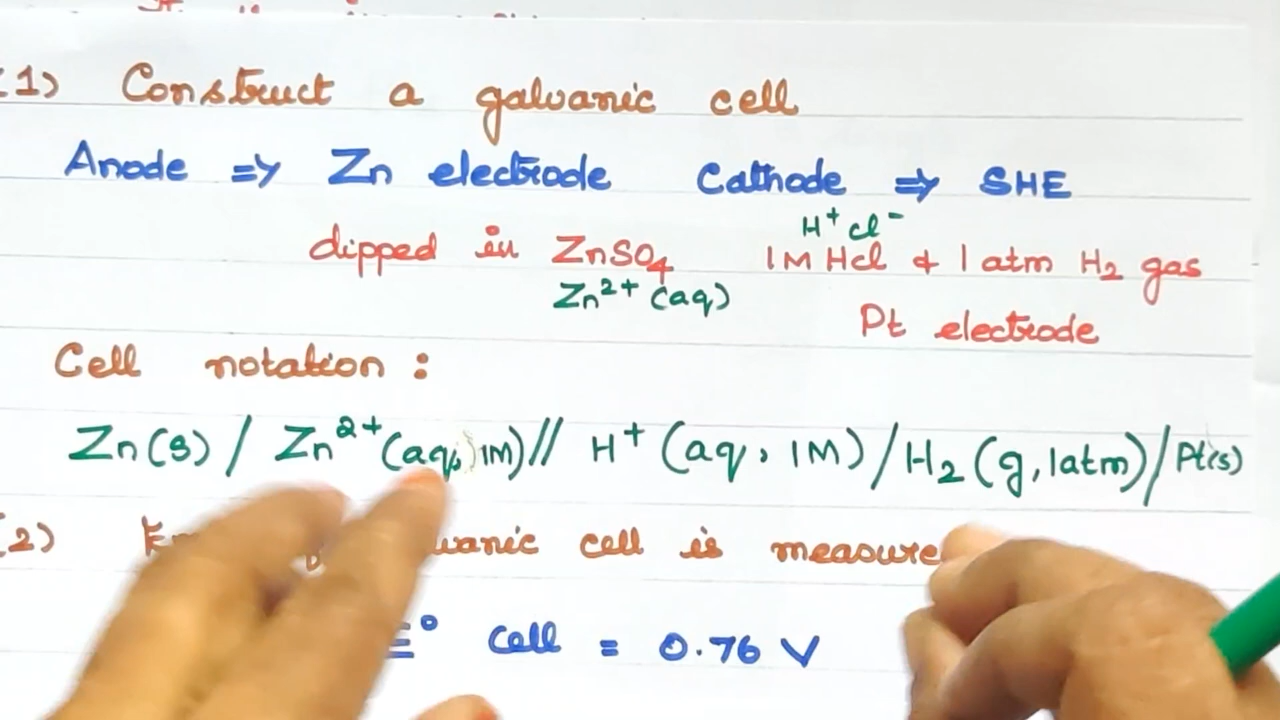 (1) Construct a galvanic cell
Anode ⇒ Zn electrode Cathode ⇒ SHE
H⁺ Cl⁻
dipped in ZnSO₄ 1M HCl & 1 atm H₂ gas
Zn²⁺ (aq)
Pt electrode
Cell notation :
Zn(s) / Zn²⁺ (aq, 1M) // H⁺ (aq, 1M) / H₂ (g, 1atm) / Pt(s)
(2) cell is
E° cell = 0.76 V